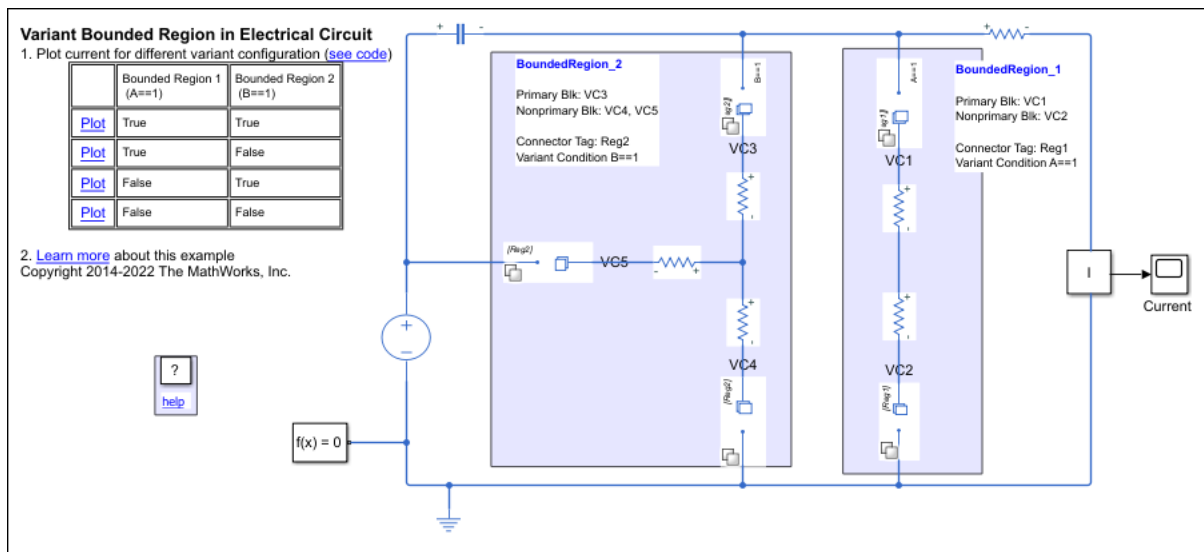 Variant Bounded Region in Electrical Circuit
1. Plot current for different variant configuration (see code)
Bounded Region 1 (A==1)
Bounded Region 2 (B==1)
Plot True True
Plot True False
Plot False True
Plot False False
2. Learn more about this example
Copyright 2014-2022 The MathWorks, Inc.
?
help
f(x) = 0
+
-
+
−
BoundedRegion_2
Primary Blk: VC3
Nonprimary Blk: VC4, VC5
Connector Tag: Reg2
Variant Condition B==1
B==1
VC3
+
-
[Reg2]
VC5
-
+
+
-
VC4
[Reg2]
A==1
VC1
+
-
+
-
VC2
[Reg1]
BoundedRegion_1
Primary Blk: VC1
Nonprimary Blk: VC2
Connector Tag: Reg1
Variant Condition A==1
+
-
I
Current